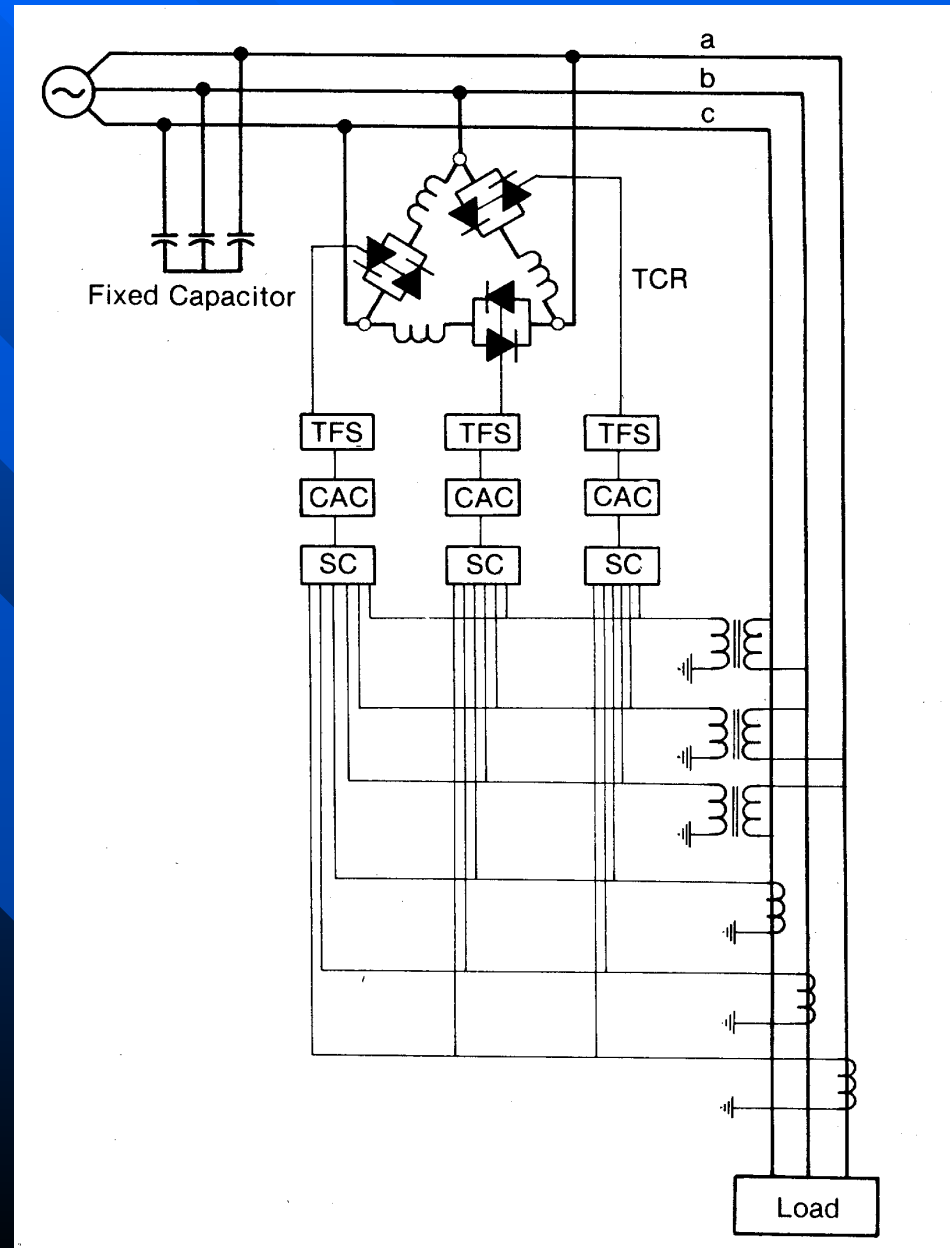 a
b
c
Fixed Capacitor
TCR
TFS TFS TFS
CAC CAC CAC
SC SC SC
Load